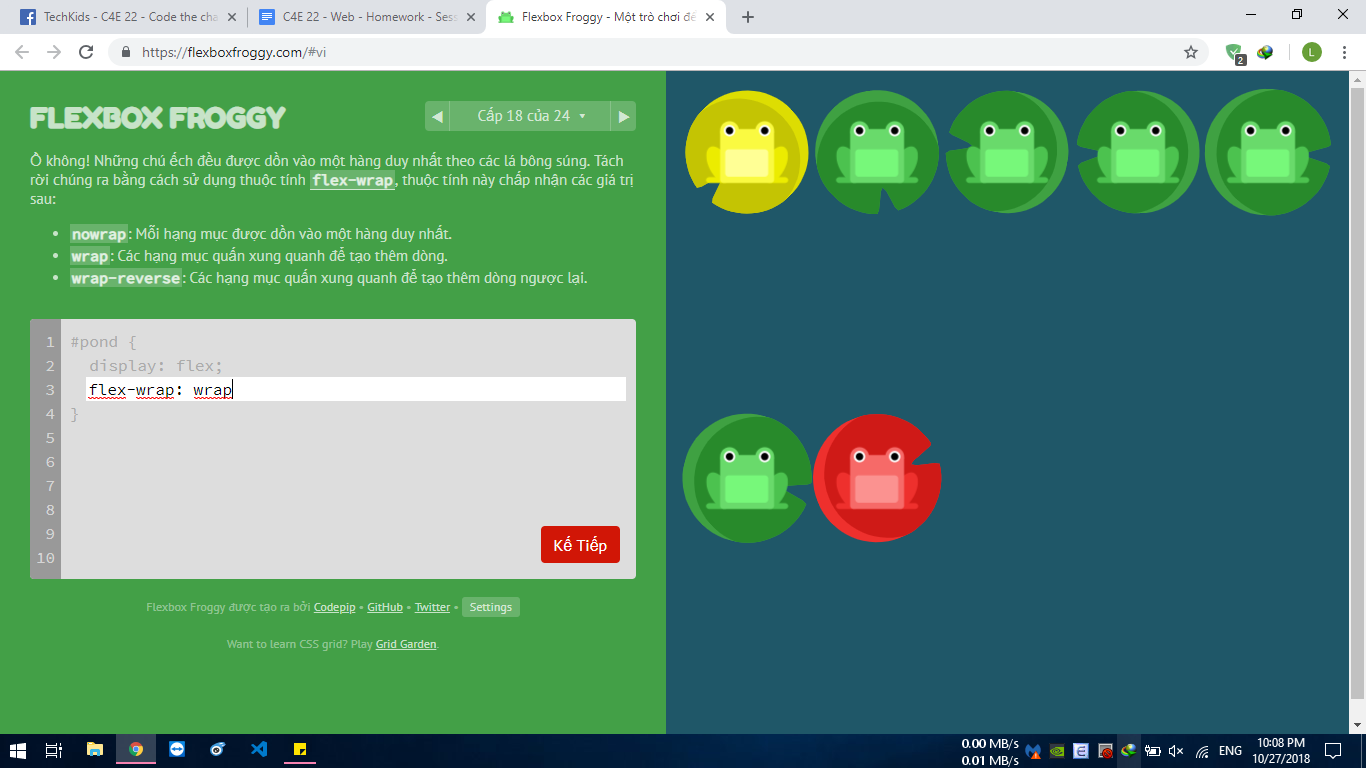 TechKids - C4E 22 - Code the cha
C4E 22 - Web - Homework - Sess
Flexbox Froggy - Một trò chơi để
https://flexboxfroggy.com/#vi
2
L
FLEXBOX FROGGY
Cấp 18 của 24
Ồ không! Những chú ếch đều được dồn vào một hàng duy nhất theo các lá bông súng. Tách
rời chúng ra bằng cách sử dụng thuộc tính flex-wrap, thuộc tính này chấp nhận các giá trị
sau:
• nowrap: Mỗi hạng mục được dồn vào một hàng duy nhất.
• wrap: Các hạng mục quấn xung quanh để tạo thêm dòng.
• wrap-reverse: Các hạng mục quấn xung quanh để tạo thêm dòng ngược lại.
1 #pond {
2 display: flex;
3 flex-wrap: wrap
4 }
5
6
7
8
9
10
Kế Tiếp
Flexbox Froggy được tạo ra bởi Codepip • GitHub • Twitter • Settings
Want to learn CSS grid? Play Grid Garden.
0.00 MB/s
0.01 MB/s
ENG
10:08 PM
10/27/2018